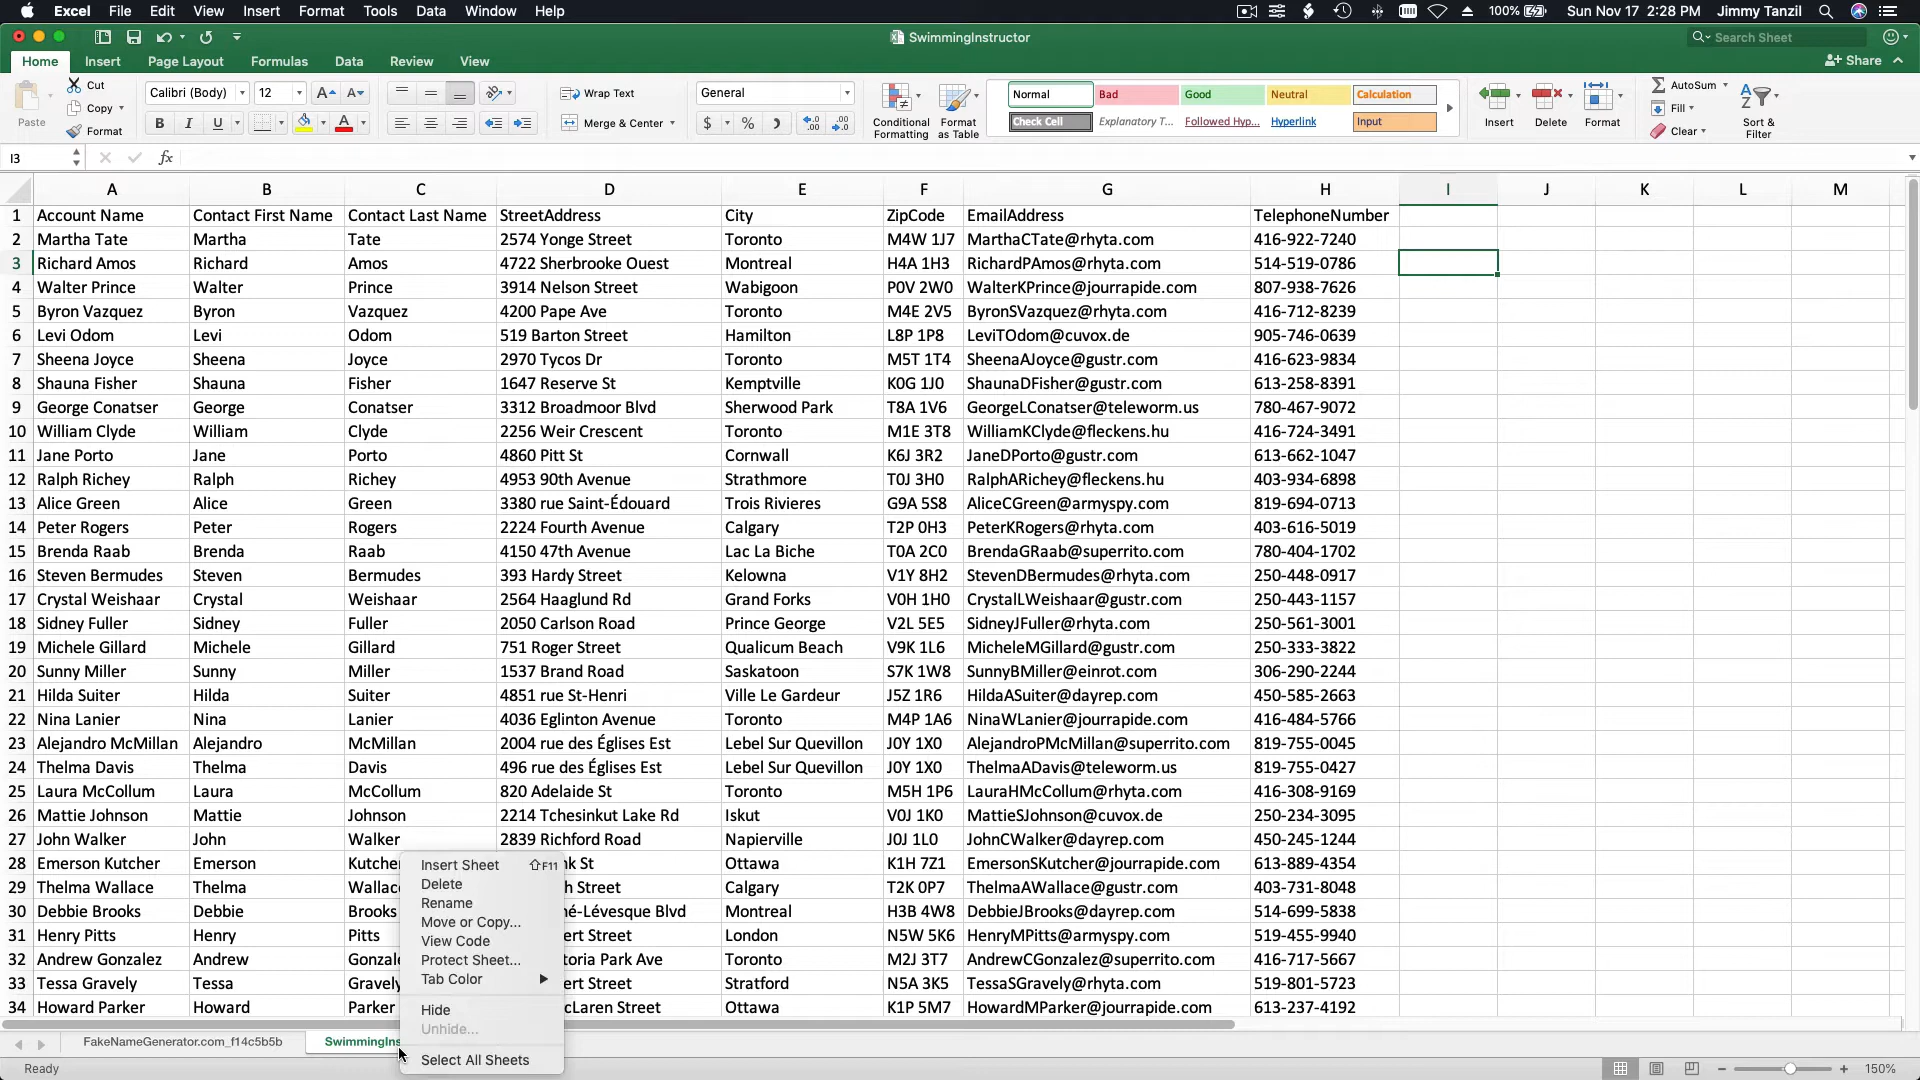 Excel File Edit View Insert Format Tools Data Window Help 100% Sun Nov 17 2:28 PM Jimmy Tanzil
SwimmingInstructor Search Sheet
Home Insert Page Layout Formulas Data Review View Share
Paste Cut Copy Format
Calibri (Body) 12 A A
B I U A
Wrap Text
Merge & Center
General
$ % )
Conditional Formatting Format as Table
Normal Bad Good Neutral Calculation
Check Cell Explanatory T... Followed Hyp... Hyperlink Input
Insert Delete Format
AutoSum Fill Clear Sort & Filter
I3 fx
A B C D E F G H I J K L M
1 Account Name Contact First Name Contact Last Name StreetAddress City ZipCode EmailAddress TelephoneNumber
2 Martha Tate Martha Tate 2574 Yonge Street Toronto M4W 1J7 MarthaCTate@rhyta.com 416-922-7240
3 Richard Amos Richard Amos 4722 Sherbrooke Ouest Montreal H4A 1H3 RichardPAmos@rhyta.com 514-519-0786
4 Walter Prince Walter Prince 3914 Nelson Street Wabigoon P0V 2W0 WalterKPrince@jourrapide.com 807-938-7626
5 Byron Vazquez Byron Vazquez 4200 Pape Ave Toronto M4E 2V5 ByronSVazquez@rhyta.com 416-712-8239
6 Levi Odom Levi Odom 519 Barton Street Hamilton L8P 1P8 LeviTOdom@cuvox.de 905-746-0639
7 Sheena Joyce Sheena Joyce 2970 Tycos Dr Toronto M5T 1T4 SheenaAJoyce@gustr.com 416-623-9834
8 Shauna Fisher Shauna Fisher 1647 Reserve St Kemptville K0G 1J0 ShaunaDFisher@gustr.com 613-258-8391
9 George Conatser George Conatser 3312 Broadmoor Blvd Sherwood Park T8A 1V6 GeorgeLConatser@teleworm.us 780-467-9072
10 William Clyde William Clyde 2256 Weir Crescent Toronto M1E 3T8 WilliamKClyde@fleckens.hu 416-724-3491
11 Jane Porto Jane Porto 4860 Pitt St Cornwall K6J 3R2 JaneDPorto@gustr.com 613-662-1047
12 Ralph Richey Ralph Richey 4953 90th Avenue Strathmore T0J 3H0 RalphARichey@fleckens.hu 403-934-6898
13 Alice Green Alice Green 3380 rue Saint-Édouard Trois Rivieres G9A 5S8 AliceCGreen@armyspy.com 819-694-0713
14 Peter Rogers Peter Rogers 2224 Fourth Avenue Calgary T2P 0H3 PeterKRogers@rhyta.com 403-616-5019
15 Brenda Raab Brenda Raab 4150 47th Avenue Lac La Biche T0A 2C0 BrendaGRaab@superrito.com 780-404-1702
16 Steven Bermudes Steven Bermudes 393 Hardy Street Kelowna V1Y 8H2 StevenDBermudes@rhyta.com 250-448-0917
17 Crystal Weishaar Crystal Weishaar 2564 Haaglund Rd Grand Forks V0H 1H0 CrystalLWeishaar@gustr.com 250-443-1157
18 Sidney Fuller Sidney Fuller 2050 Carlson Road Prince George V2L 5E5 SidneyJFuller@rhyta.com 250-561-3001
19 Michele Gillard Michele Gillard 751 Roger Street Qualicum Beach V9K 1L6 MicheleMGillard@gustr.com 250-333-3822
20 Sunny Miller Sunny Miller 1537 Brand Road Saskatoon S7K 1W8 SunnyBMiller@einrot.com 306-290-2244
21 Hilda Suiter Hilda Suiter 4851 rue St-Henri Ville Le Gardeur J5Z 1R6 HildaASuiter@dayrep.com 450-585-2663
22 Nina Lanier Nina Lanier 4036 Eglinton Avenue Toronto M4P 1A6 NinaWLanier@jourrapide.com 416-484-5766
23 Alejandro McMillan Alejandro McMillan 2004 rue des Églises Est Lebel Sur Quevillon J0Y 1X0 AlejandroPMcMillan@superrito.com 819-755-0045
24 Thelma Davis Thelma Davis 496 rue des Églises Est Lebel Sur Quevillon J0Y 1X0 ThelmaADavis@teleworm.us 819-755-0427
25 Laura McCollum Laura McCollum 820 Adelaide St Toronto M5H 1P6 LauraHMcCollum@rhyta.com 416-308-9169
26 Mattie Johnson Mattie Johnson 2214 Tchesinkut Lake Rd Iskut V0J 1K0 MattieSJohnson@cuvox.de 250-234-3095
27 John Walker John Walker 2839 Richford Road Napierville J0J 1L0 JohnCWalker@dayrep.com 450-245-1244
28 Emerson Kutcher Emerson Kutche nk St Ottawa K1H 7Z1 EmersonSKutcher@jourrapide.com 613-889-4354
29 Thelma Wallace Thelma Wallac h Street Calgary T2K 0P7 ThelmaAWallace@gustr.com 403-731-8048
30 Debbie Brooks Debbie Brooks né-Lévesque Blvd Montreal H3B 4W8 DebbieJBrooks@dayrep.com 514-699-5838
31 Henry Pitts Henry Pitts ert Street London N5W 5K6 HenryMPitts@armyspy.com 519-455-9940
32 Andrew Gonzalez Andrew Gonzale toria Park Ave Toronto M2J 3T7 AndrewCGonzalez@superrito.com 416-717-5667
33 Tessa Gravely Tessa Gravely ert Street Stratford N5A 3K5 TessaSGravely@rhyta.com 519-801-5723
34 Howard Parker Howard Parker cLaren Street Ottawa K1P 5M7 HowardMParker@jourrapide.com 613-237-4192
Insert Sheet ⇧F11
Delete
Rename
Move or Copy...
View Code
Protect Sheet...
Tab Color
Hide
Unhide...
Select All Sheets
FakeNameGenerator.com_f14c5b5b SwimmingIns
Ready 150%